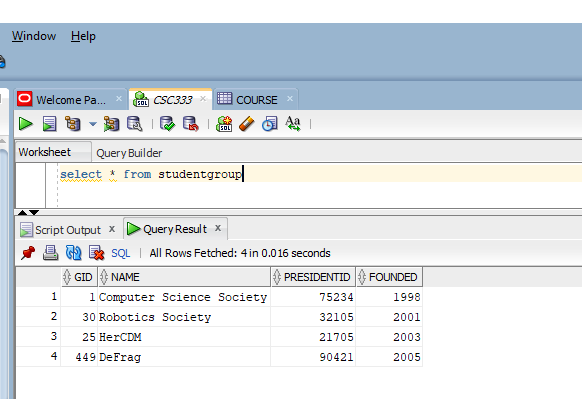 Window Help
Welcome Pa... CSC333 COURSE
Worksheet Query Builder
select * from studentgroup
Script Output Query Result
SQL All Rows Fetched: 4 in 0.016 seconds
GID NAME PRESIDENTID FOUNDED
1 1 Computer Science Society 75234 1998
2 30 Robotics Society 32105 2001
3 25 HerCDM 21705 2003
4 449 DeFrag 90421 2005